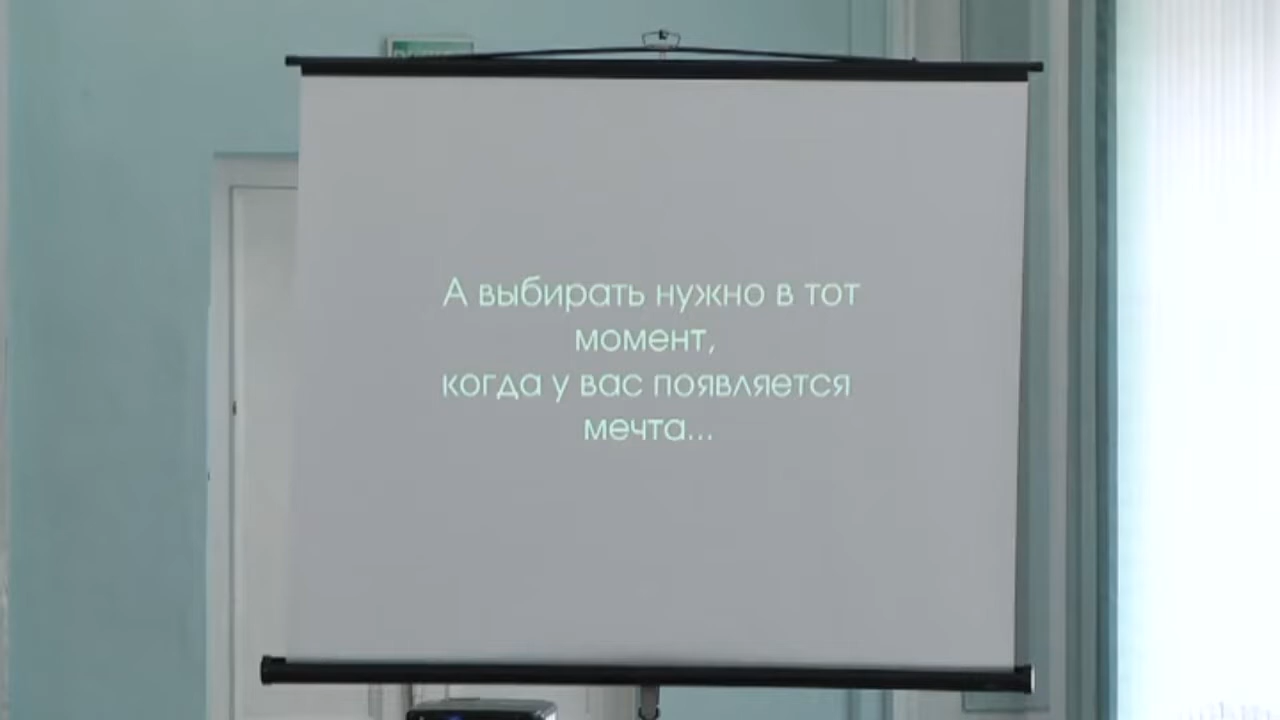 А выбирать нужно в тот
момент,
когда у вас появляется
мечта...